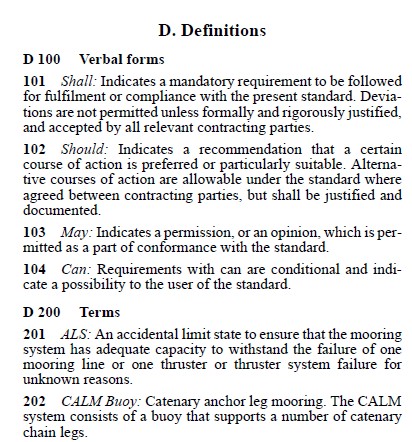 D. Definitions
D 100 Verbal forms
101 Shall: Indicates a mandatory requirement to be followed
for fulfilment or compliance with the present standard. Devia-
tions are not permitted unless formally and rigorously justified,
and accepted by all relevant contracting parties.
102 Should: Indicates a recommendation that a certain
course of action is preferred or particularly suitable. Alterna-
tive courses of action are allowable under the standard where
agreed between contracting parties, but shall be justified and
documented.
103 May: Indicates a permission, or an opinion, which is per-
mitted as a part of conformance with the standard.
104 Can: Requirements with can are conditional and indi-
cate a possibility to the user of the standard.
D 200 Terms
201 ALS: An accidental limit state to ensure that the mooring
system has adequate capacity to withstand the failure of one
mooring line or one thruster or thruster system failure for
unknown reasons.
202 CALM Buoy: Catenary anchor leg mooring. The CALM
system consists of a buoy that supports a number of catenary
chain legs.